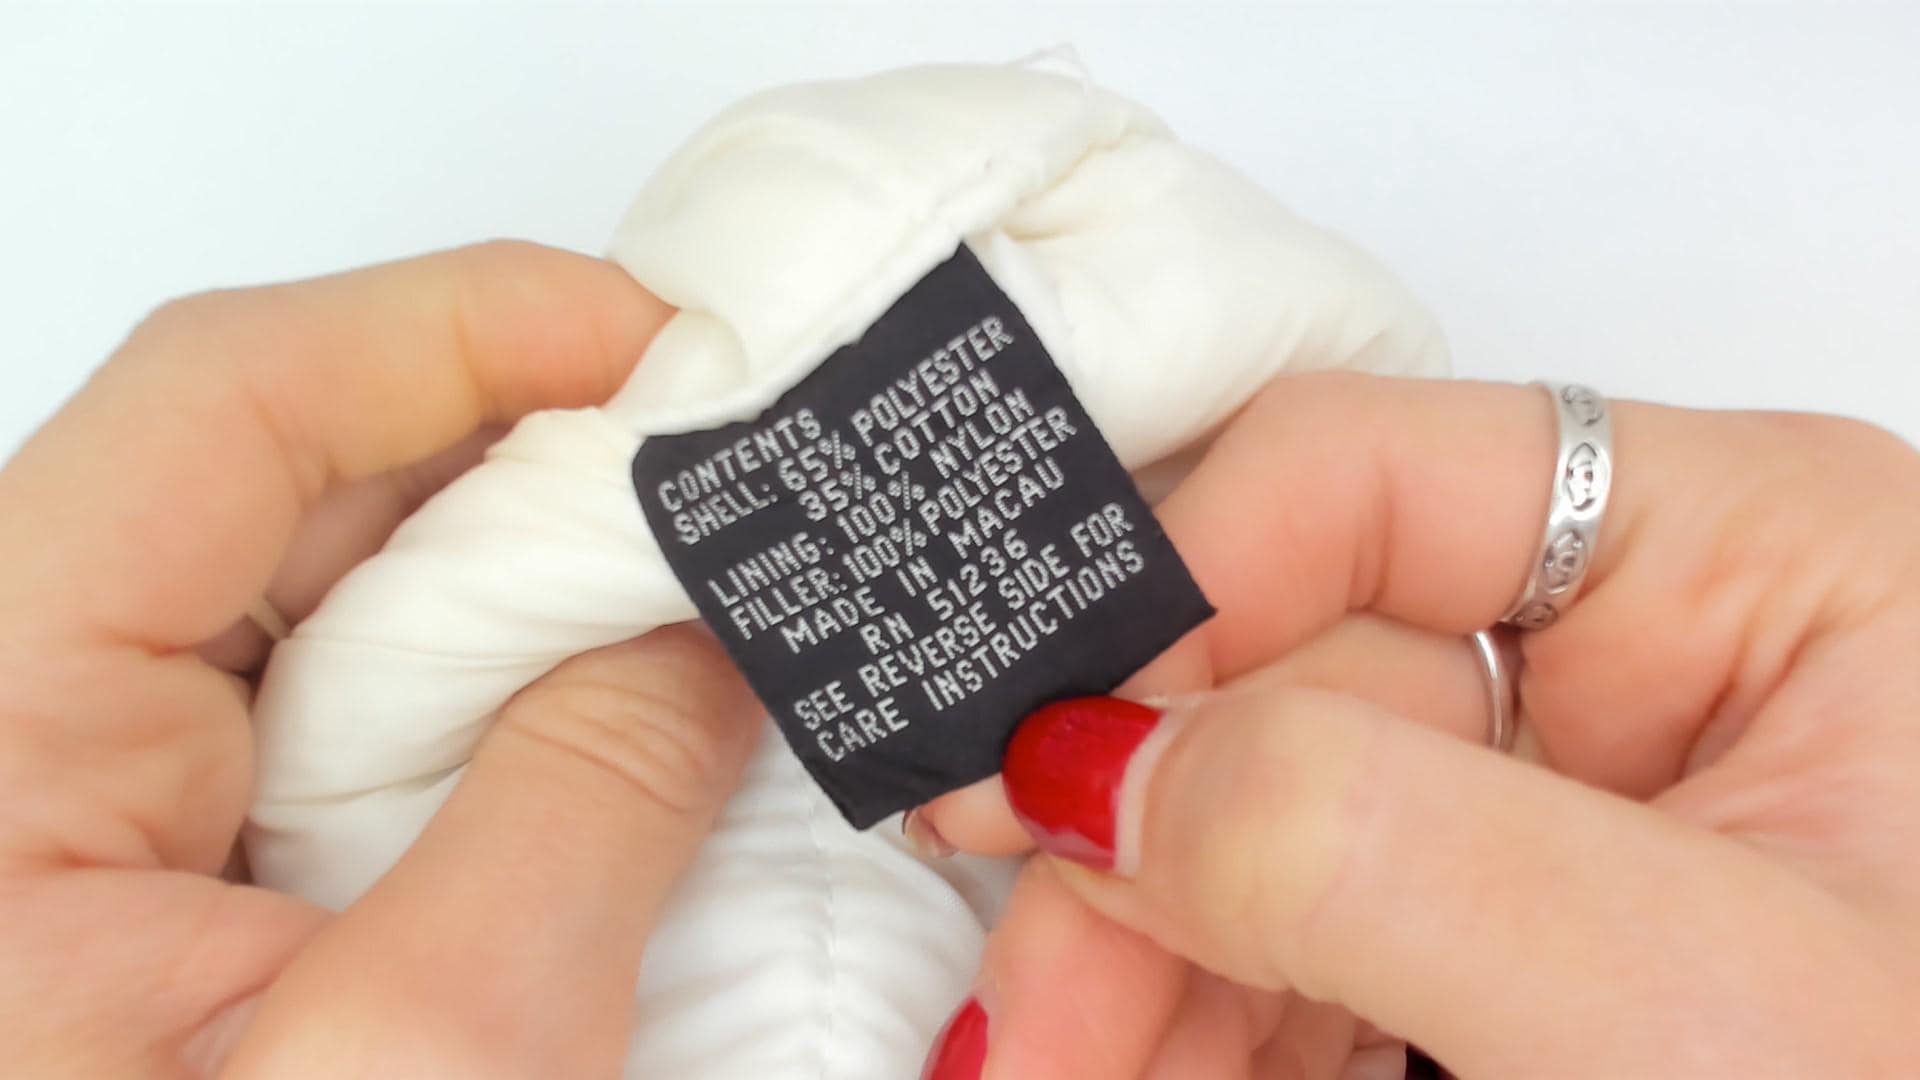 CONTENTS
SHELL: 65% POLYESTER
35% COTTON
LINING: 100% NYLON
FILLER: 100% POLYESTER
MADE IN MACAU
RN 51236
SEE REVERSE SIDE FOR
CARE INSTRUCTIONS